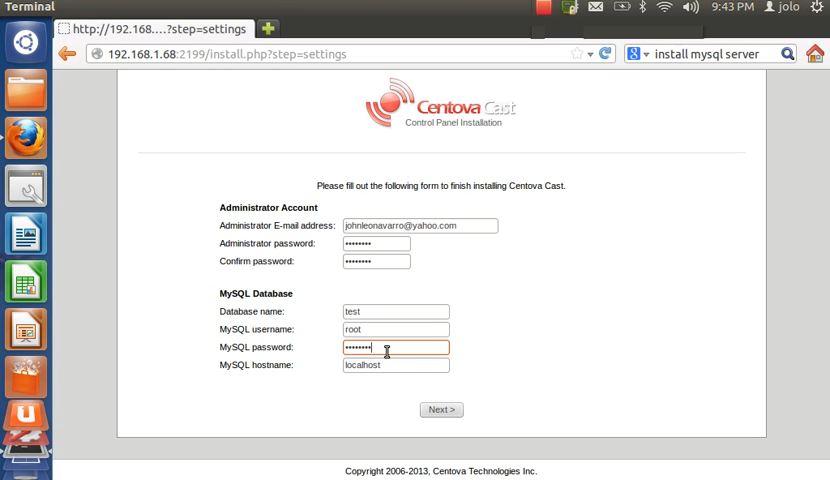 Terminal
9:43 PM
jolo
http://192.168....?step=settings
192.168.1.68:2199/install.php?step=settings
install mysql server
Centova Cast
Control Panel Installation
Please fill out the following form to finish installing Centova Cast.
Administrator Account
Administrator E-mail address:
johnleonavarro@yahoo.com
Administrator password:
••••••••
Confirm password:
••••••••
MySQL Database
Database name:
test
MySQL username:
root
MySQL password:
••••••••
MySQL hostname:
localhost
Next >
Copyright 2006-2013, Centova Technologies Inc.